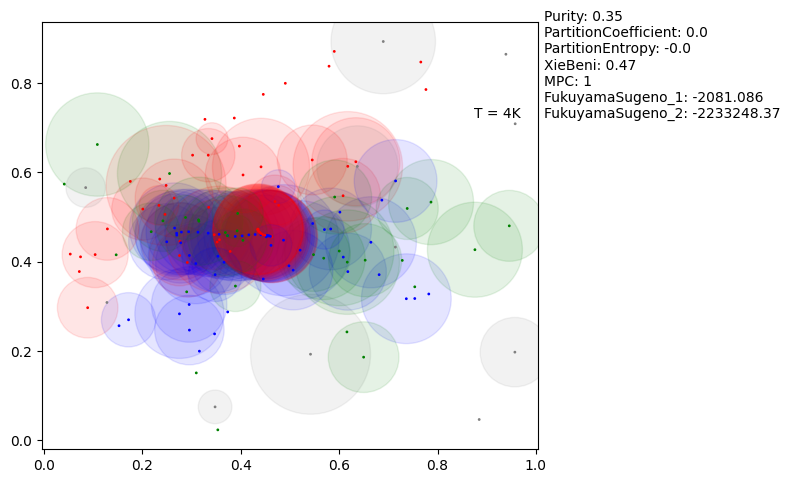 Purity: 0.35
PartitionCoefficient: 0.0
PartitionEntropy: -0.0
XieBeni: 0.47
MPC: 1
FukuyamaSugeno_1: -2081.086
FukuyamaSugeno_2: -2233248.37
T = 4K
0.8
0.6
0.4
0.2
0.0
0.0 0.2 0.4 0.6 0.8 1.0